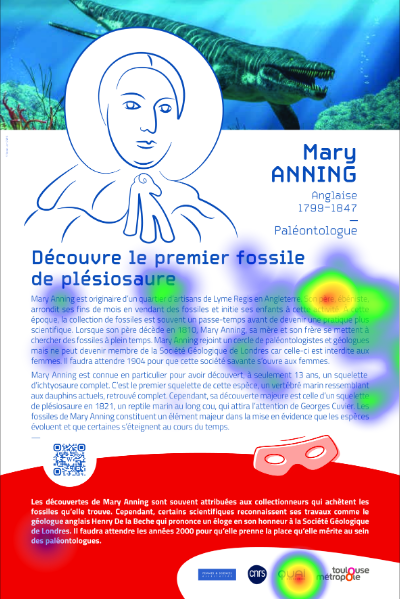 Mary
ANNING
Anglaise
1799-1847
Paléontologue
Découvre le premier fossile
de plésiosaure
Mary Anning est originaire d'un quartier d'artisans de Lyme Regis en Angleterre. Son père, ébéniste,
arrondit ses fins de mois en vendant des fossiles et initie ses enfants à cette activité. À cette
époque, la collection de fossiles est souvent un passe-temps avant de devenir une pratique plus
scientifique. Lorsque son père décède en 1810, Mary Anning, sa mère et son frère se mettent à
chercher des fossiles à plein temps. Mary Anning rejoint un cercle de paléontologistes et géologues
mais ne peut devenir membre de la Société Géologique de Londres car celle-ci est interdite aux
femmes. Il faudra attendre 1904 pour que cette société savante s'ouvre aux femmes.
Mary Anning est connue en particulier pour avoir découvert, à seulement 13 ans, un squelette
d'ichtyosaure complet. C'est le premier squelette de cette espèce, un vertébré marin ressemblant
aux dauphins actuels, retrouvé complet. Cependant, sa découverte majeure est celle d'un squelette
de plésiosaure en 1821, un reptile marin au long cou, qui attira l'attention de Georges Cuvier. Les
fossiles de Mary Anning constituent un élément majeur dans la mise en évidence que les espèces
évoluent et que certaines s'éteignent au cours du temps.
Les découvertes de Mary Anning sont souvent attribuées aux collectionneurs qui achètent les
fossiles qu'elle trouve. Cependant, certains scientifiques reconnaissent ses travaux comme le
géologue anglais Henry De la Beche qui prononce un éloge en son honneur à la Société Géologique
de Londres. Il faudra attendre les années 2000 pour qu'elle prenne la place qu'elle mérite au sein
des paléontologues.
cnrs
toulouse
métropole